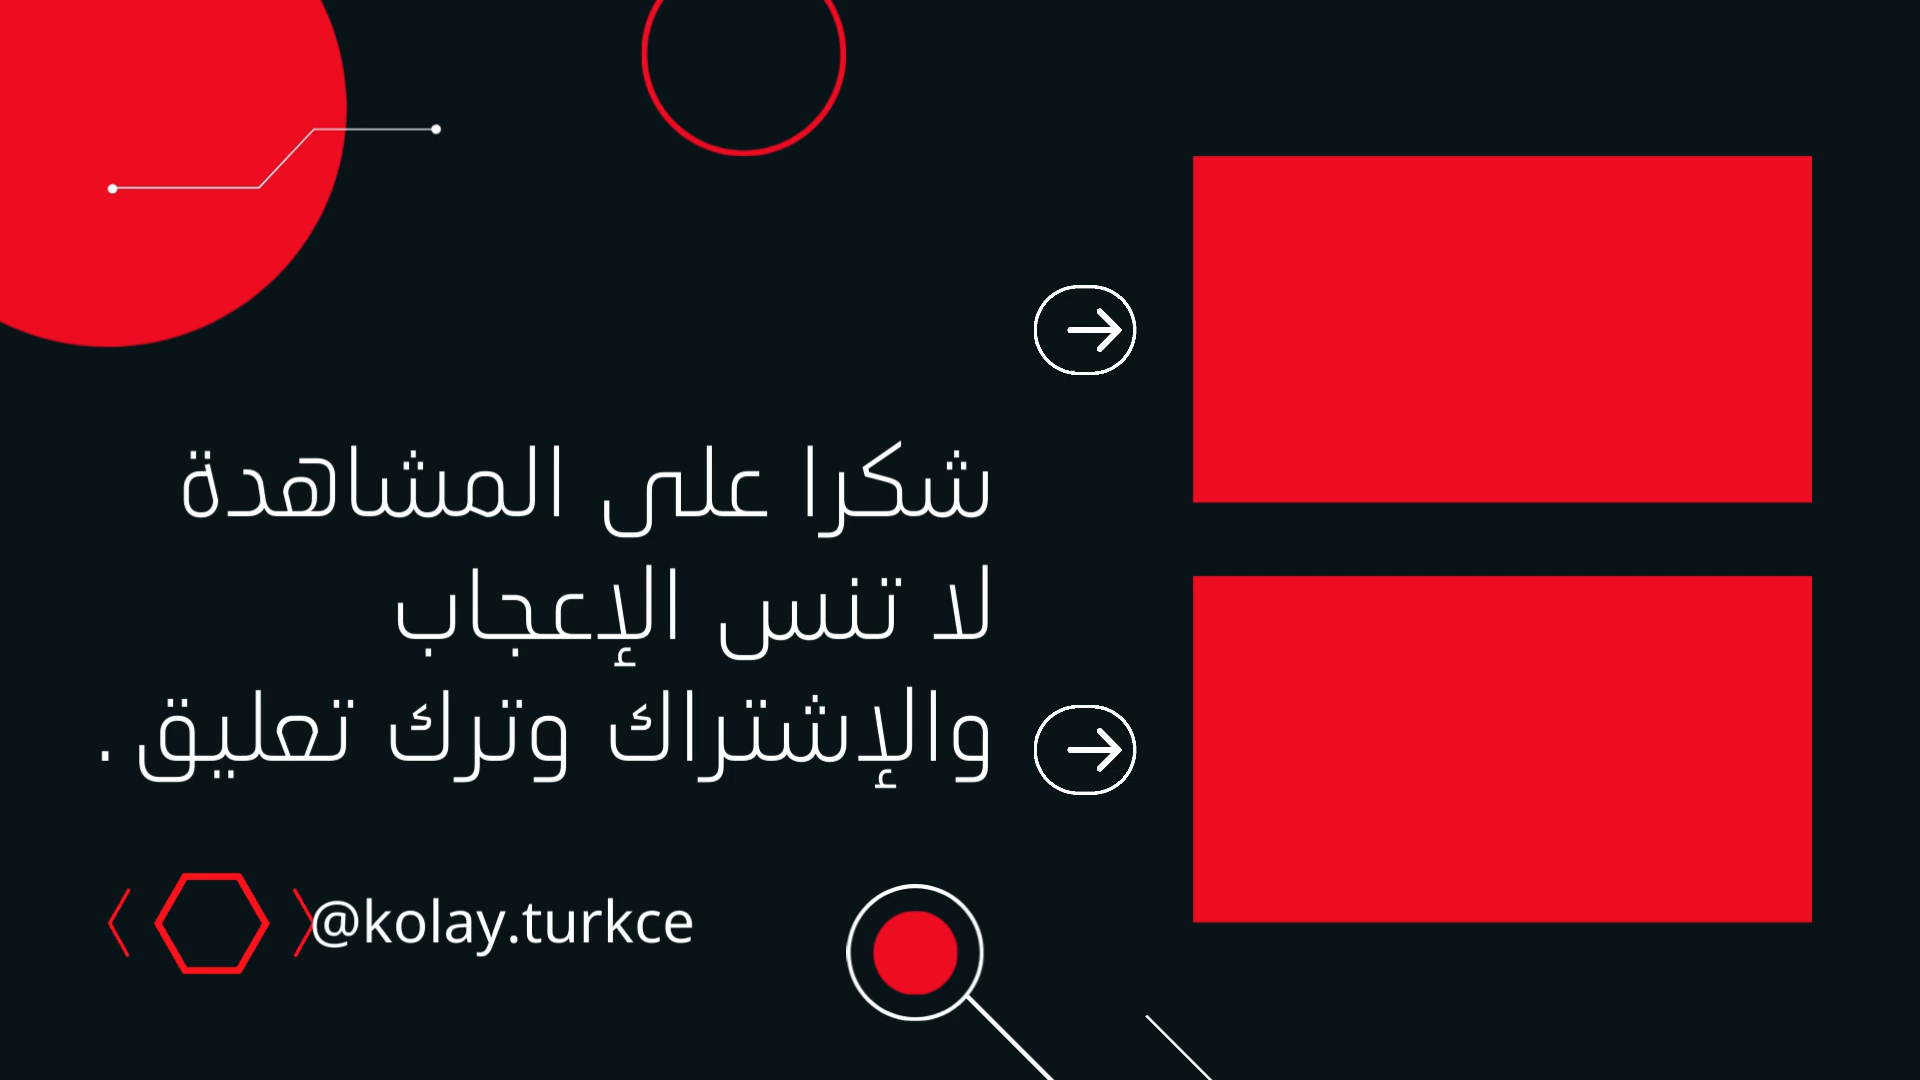 شكرا على المشاهدة
لا تنس الإعجاب
والإشتراك وترك تعليق .
@kolay.turkce